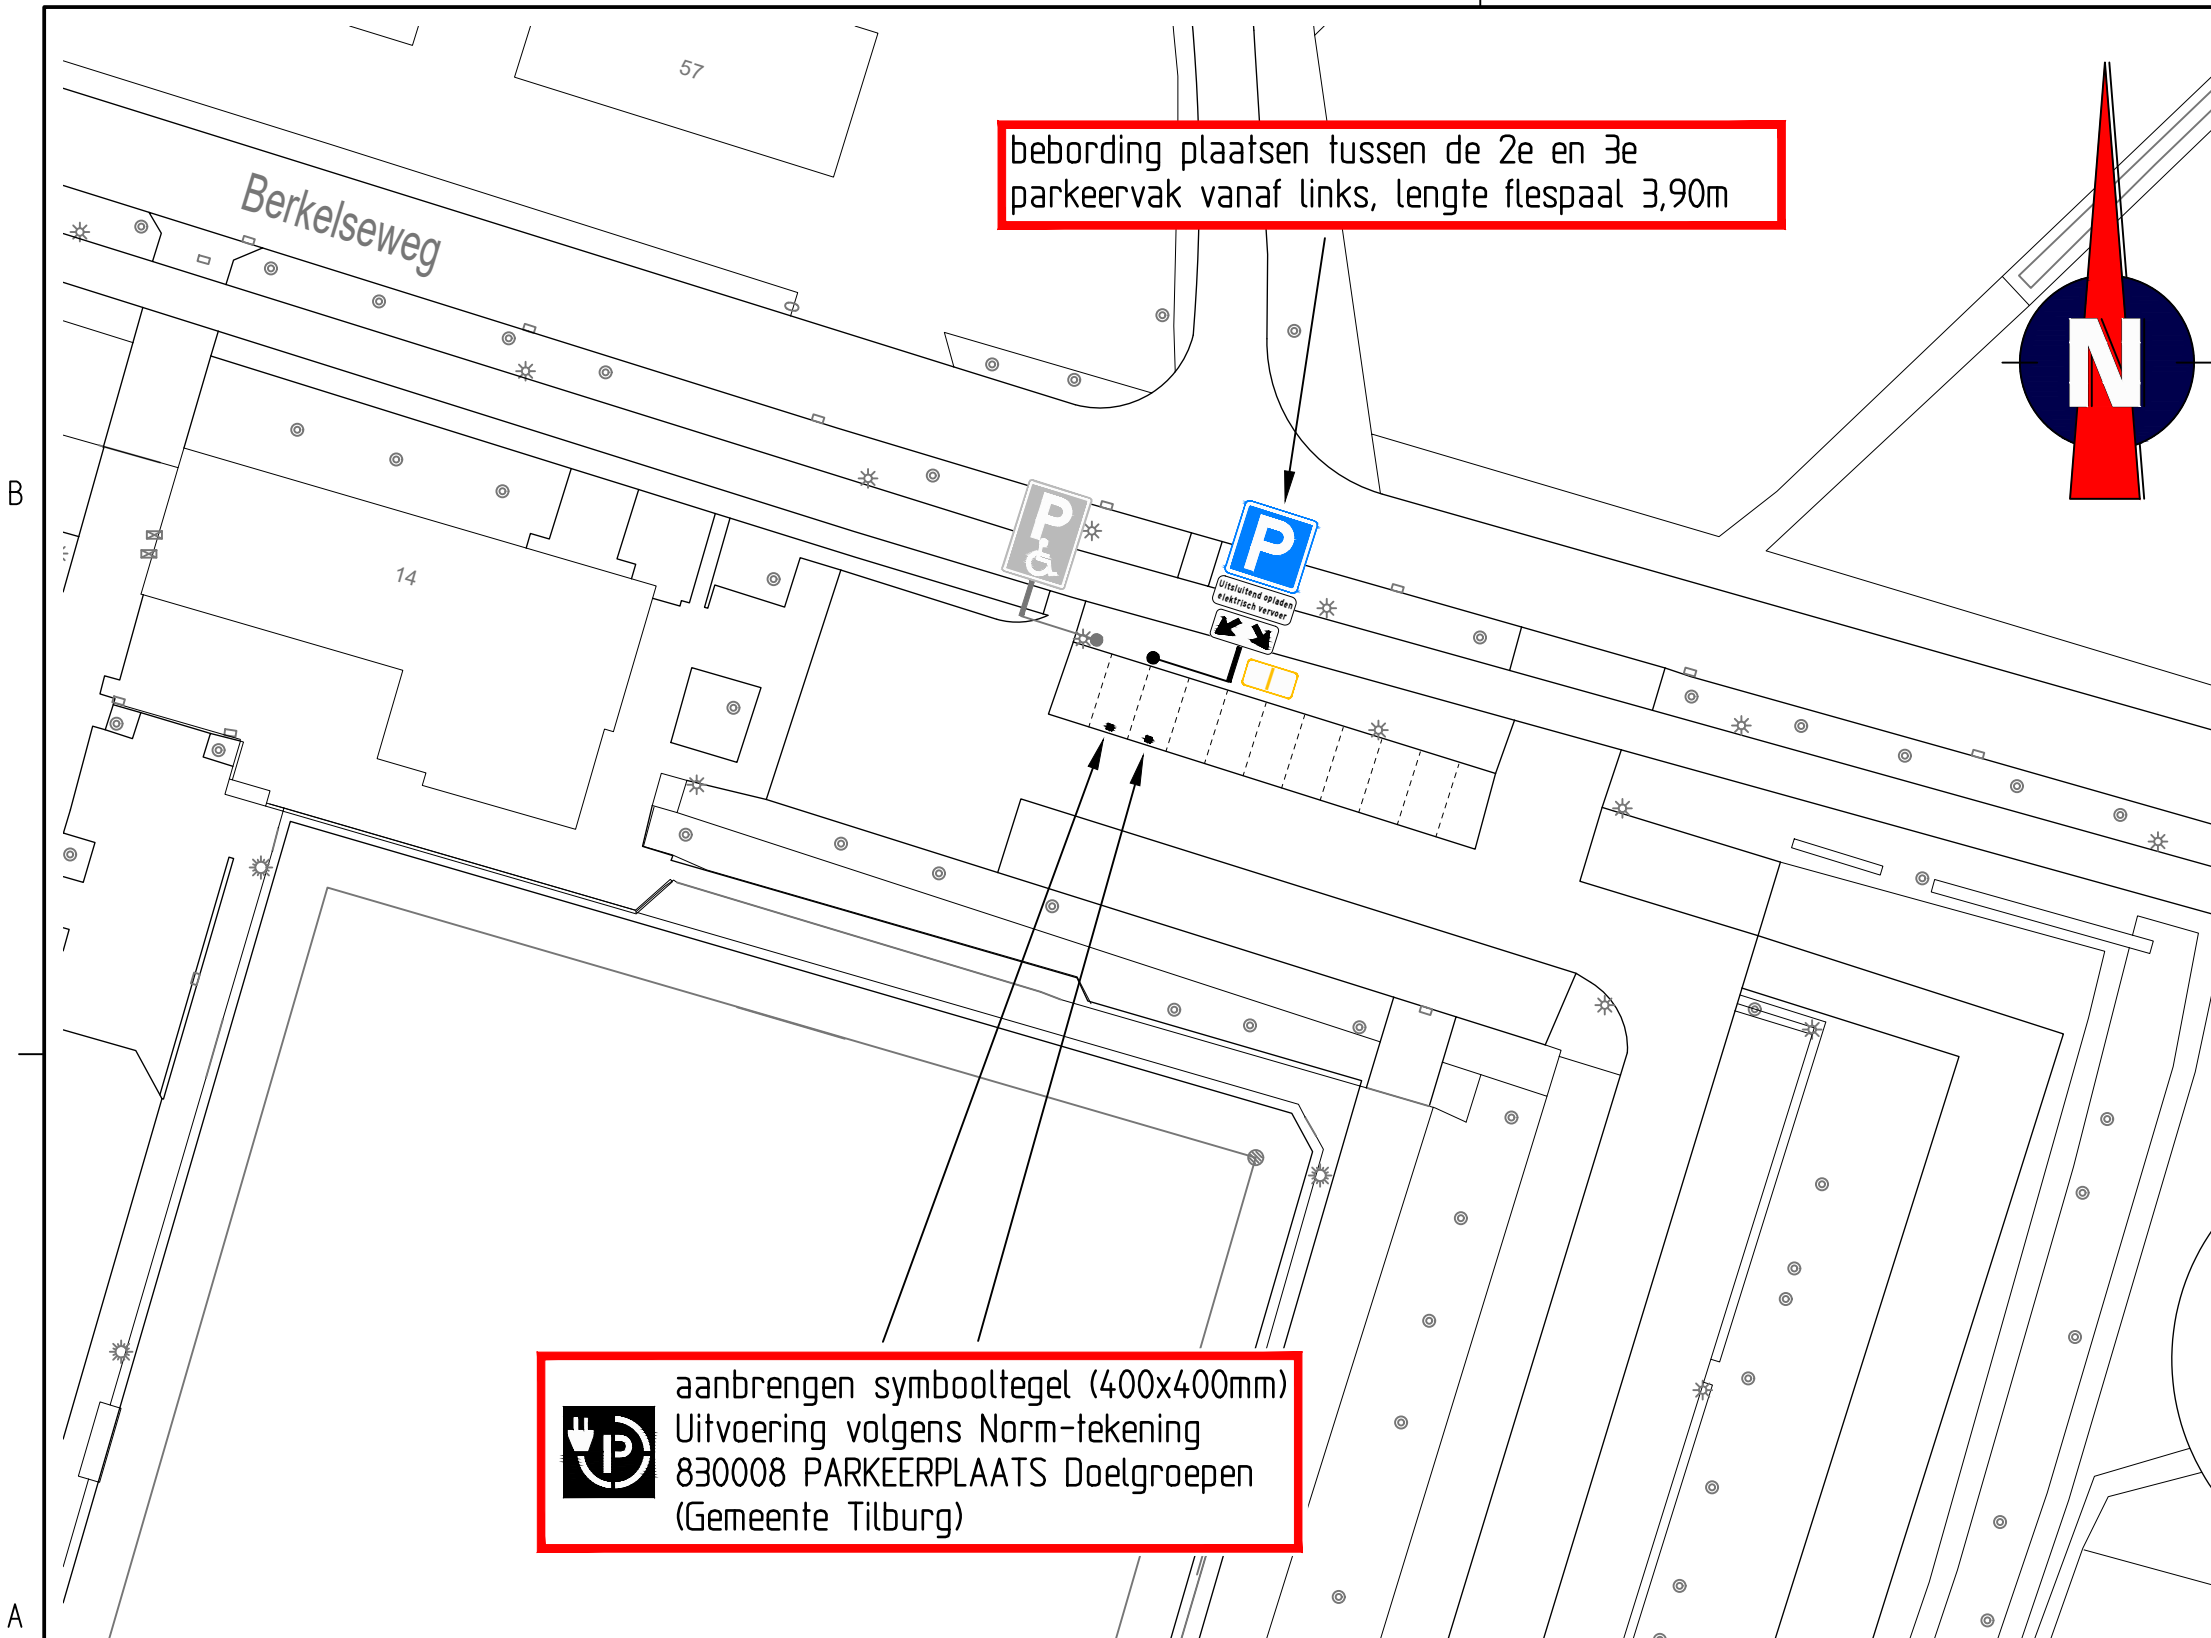 57
bebording plaatsen tussen de 2e en 3e
parkeervak vanaf links, lengte flespaal 3,90m
Berkelseweg
N
B
P
P
Uitsluitend opladen
elektrisch vervoer
14
aanbrengen symbooltegel (400x400mm)
Uitvoering volgens Norm-tekening
P
830008 PARKEERPLAATS Doelgroepen
(Gemeente Tilburg)
A